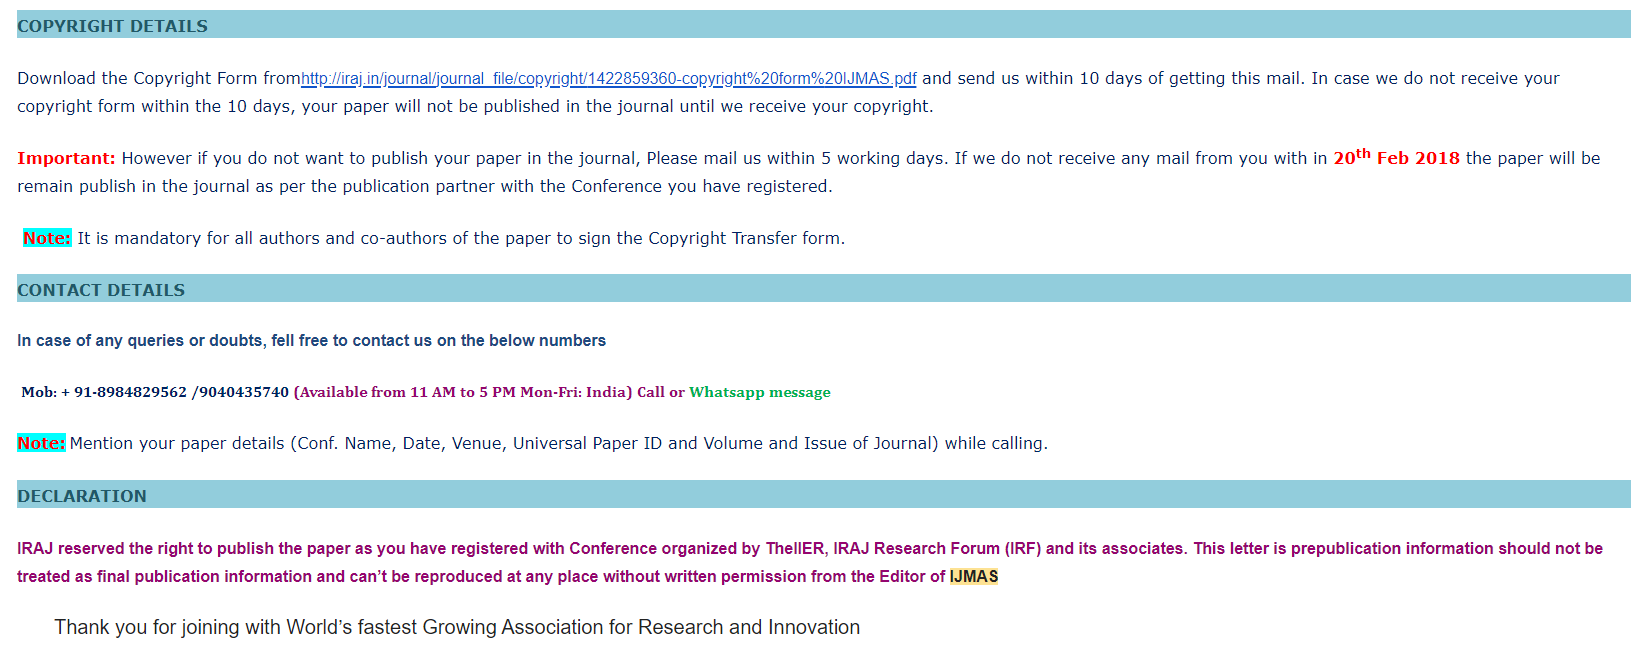 COPYRIGHT DETAILS
Download the Copyright Form fromhttp://iraj.in/journal/journal_file/copyright/1422859360-copyright%20form%20IJMAS.pdf and send us within 10 days of getting this mail. In case we do not receive your
copyright form within the 10 days, your paper will not be published in the journal until we receive your copyright.
Important: However if you do not want to publish your paper in the journal, Please mail us within 5 working days. If we do not receive any mail from you with in 20th Feb 2018 the paper will be
remain publish in the journal as per the publication partner with the Conference you have registered.
Note: It is mandatory for all authors and co-authors of the paper to sign the Copyright Transfer form.
CONTACT DETAILS
In case of any queries or doubts, fell free to contact us on the below numbers
Mob: + 91-8984829562 /9040435740 (Available from 11 AM to 5 PM Mon-Fri: India) Call or Whatsapp message
Note: Mention your paper details (Conf. Name, Date, Venue, Universal Paper ID and Volume and Issue of Journal) while calling.
DECLARATION
IRAJ reserved the right to publish the paper as you have registered with Conference organized by TheIIER, IRAJ Research Forum (IRF) and its associates. This letter is prepublication information should not be
treated as final publication information and can’t be reproduced at any place without written permission from the Editor of IJMAS
Thank you for joining with World’s fastest Growing Association for Research and Innovation